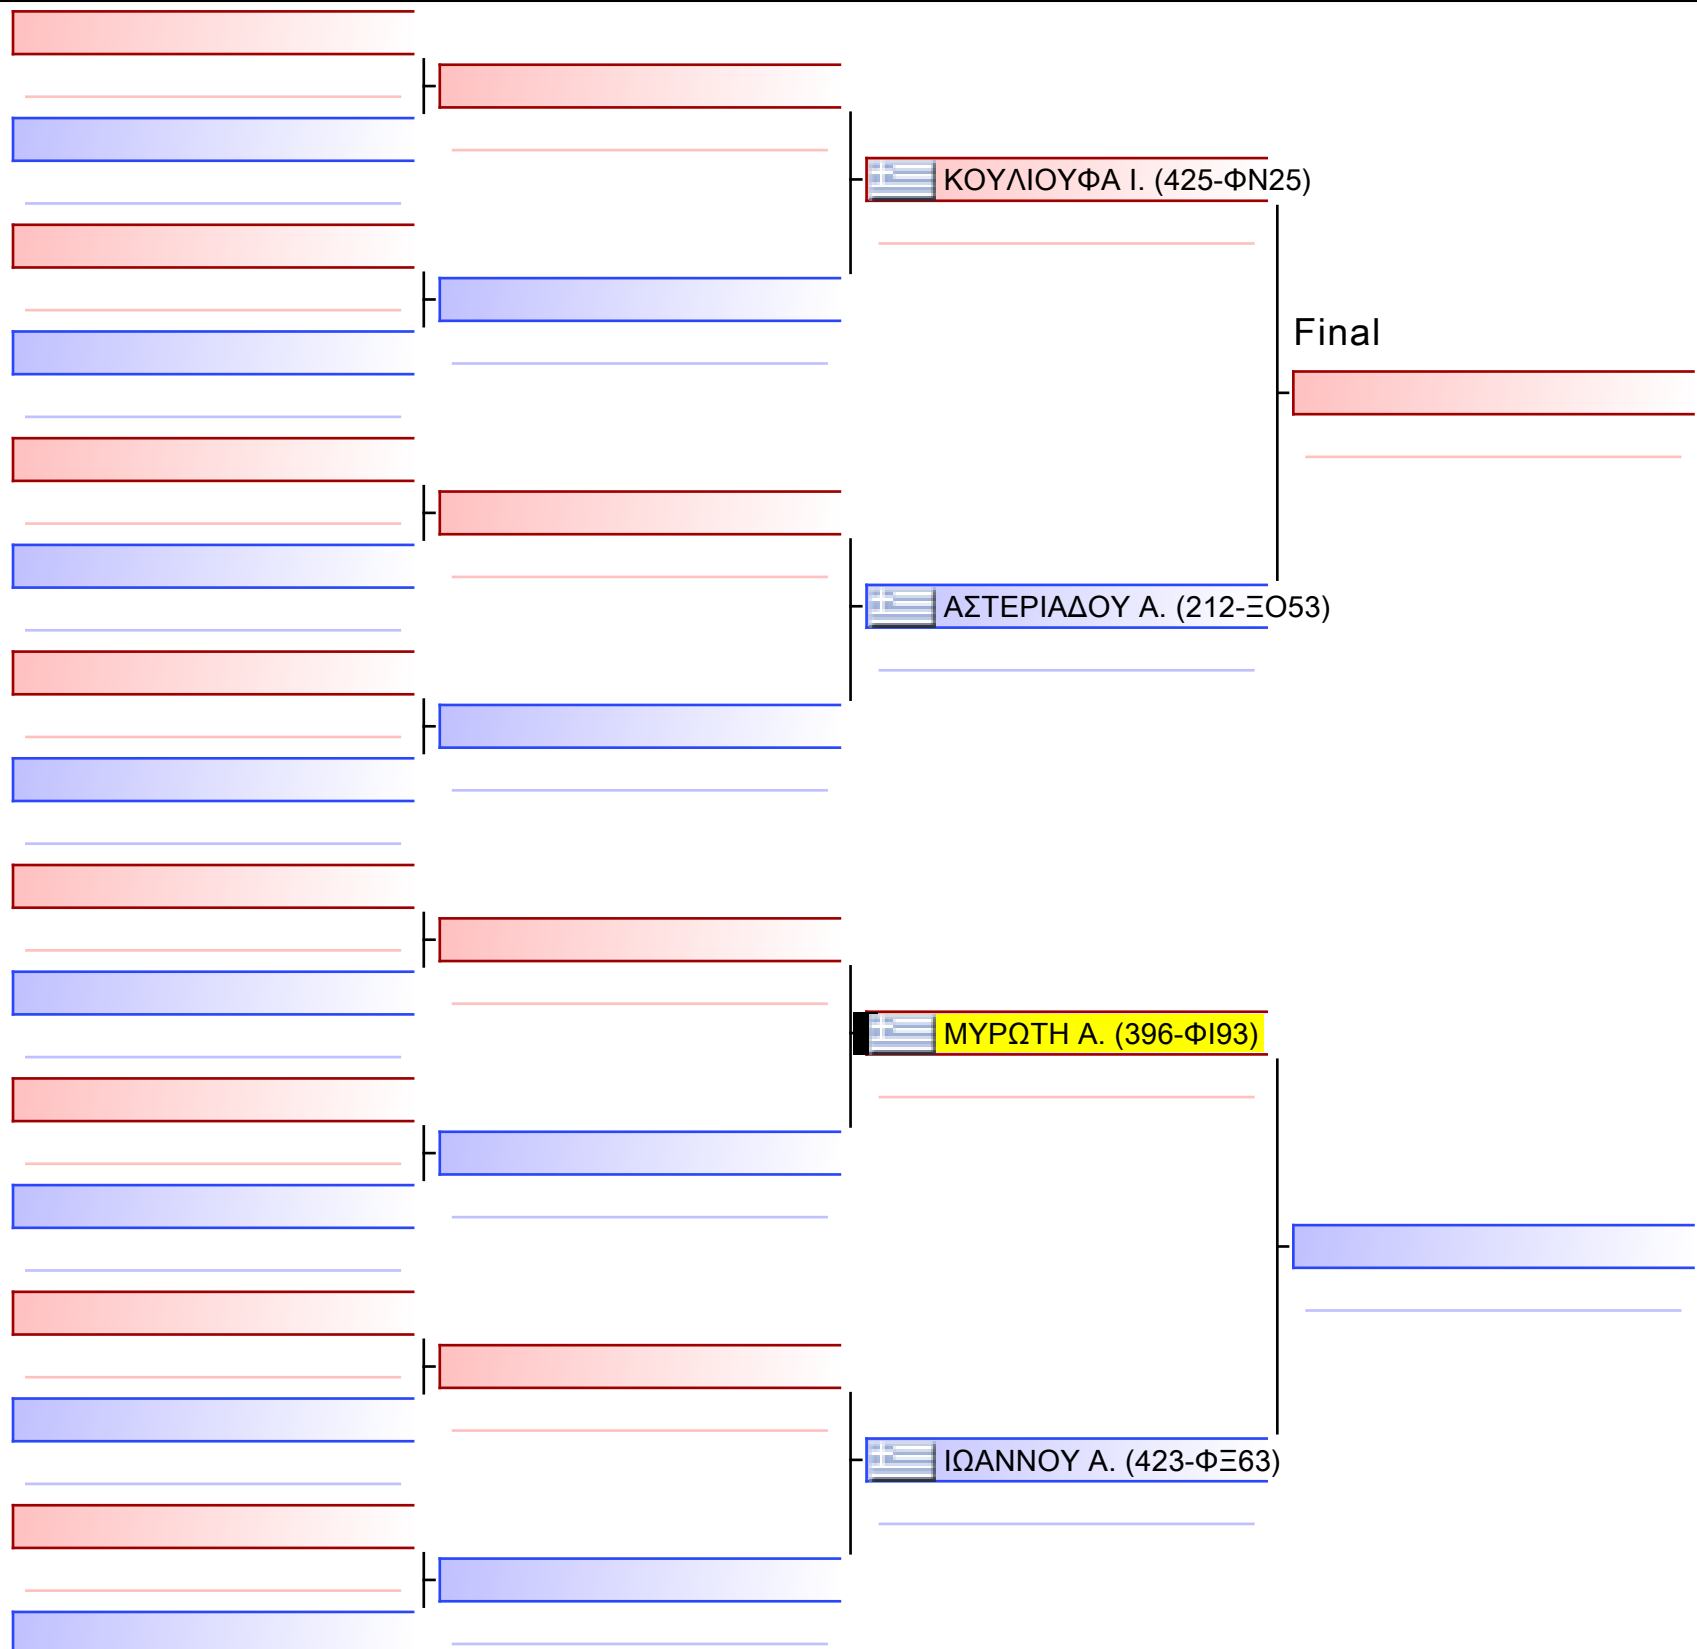 ΚΟΥΛΙΟΥΦΑ Ι. (425-ΦΝ25)
Final
ΑΣΤΕΡΙΑΔΟΥ Α. (212-ΞΟ53)
ΜΥΡΩΤΗ Α. (396-ΦΙ93)
ΙΩΑΝΝΟΥ Α. (423-ΦΞ63)